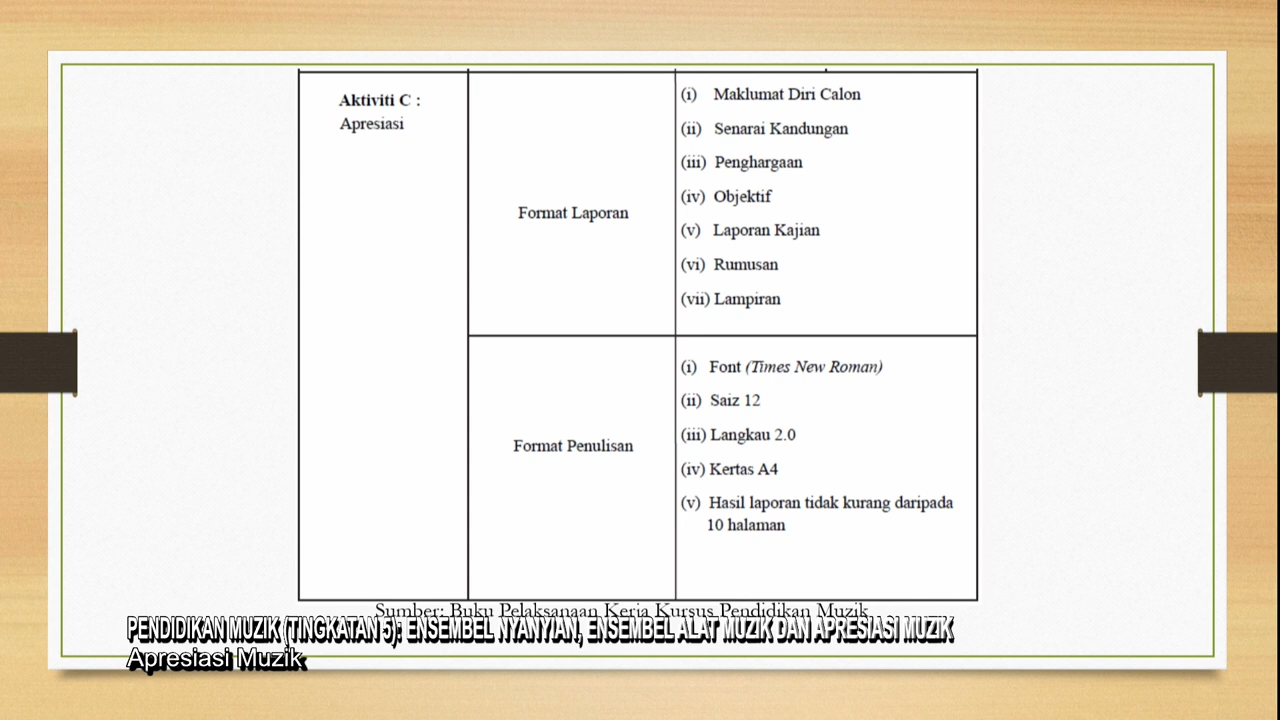 Aktiviti C :
Apresiasi
Format Laporan
(i) Maklumat Diri Calon
(ii) Senarai Kandungan
(iii) Penghargaan
(iv) Objektif
(v) Laporan Kajian
(vi) Rumusan
(vii) Lampiran
Format Penulisan
(i) Font (Times New Roman)
(ii) Saiz 12
(iii) Langkau 2.0
(iv) Kertas A4
(v) Hasil laporan tidak kurang daripada
10 halaman
Sumber: Buku Pelaksanaan Kerja Kursus Pendidikan Muzik
PENDIDIKAN MUZIK (TINGKATAN 5): ENSEMBEL NYANYIAN, ENSEMBEL ALAT MUZIK DAN APRESIASI MUZIK
Apresiasi Muzik